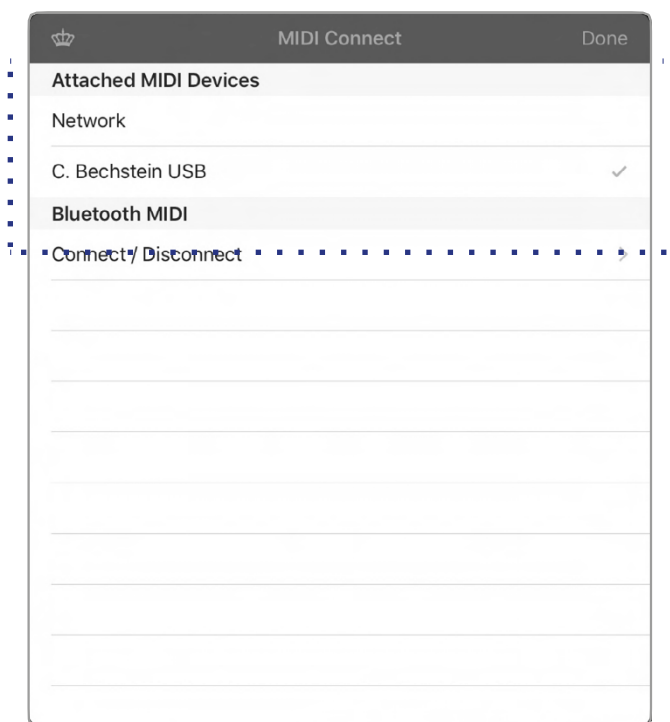 MIDI Connect
Done
Attached MIDI Devices
Network
C. Bechstein USB
Bluetooth MIDI
Connect / Disconnect